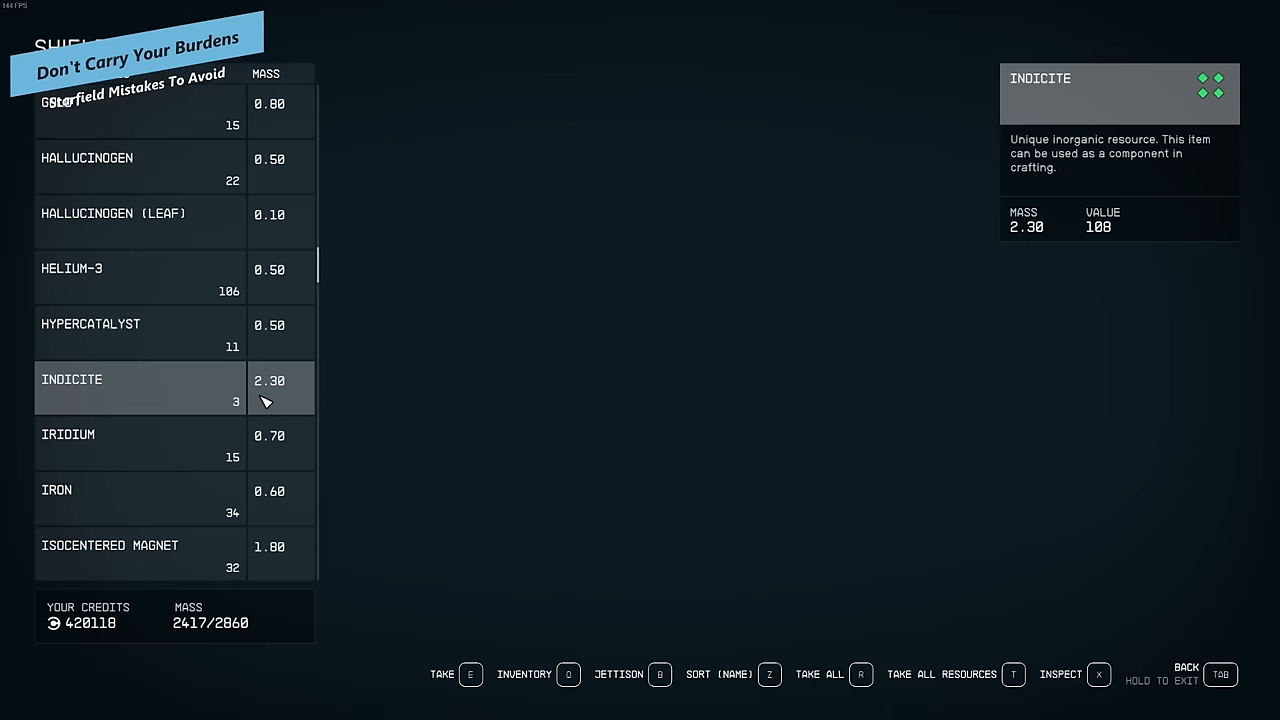 144 FPS
Don't Carry Your Burdens
Starfield Mistakes To Avoid
MASS
0.80
15
HALLUCINOGEN
0.50
22
HALLUCINOGEN (LEAF)
0.10
HELIUM-3
0.50
106
HYPERCATALYST
0.50
11
INDICITE
2.30
3
IRIDIUM
0.70
15
IRON
0.60
34
ISOCENTERED MAGNET
1.80
32
YOUR CREDITS
MASS
420118
2417/2860
INDICITE
Unique inorganic resource. This item
can be used as a component in
crafting.
MASS
VALUE
2.30
108
TAKE E
INVENTORY Q
JETTISON B
SORT (NAME) Z
TAKE ALL R
TAKE ALL RESOURCES T
INSPECT X
BACK
HOLD TO EXIT
TAB